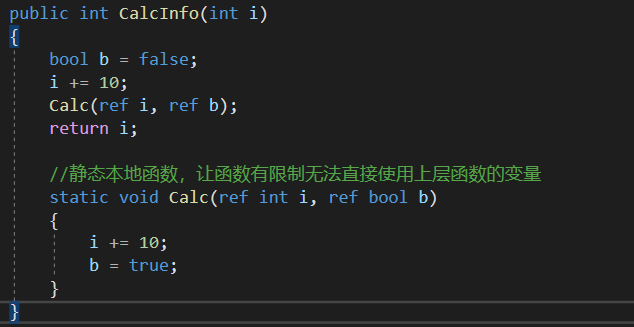 public int CalcInfo(int i)
{
    bool b = false;
    i += 10;
    Calc(ref i, ref b);
    return i;
    //静态本地函数，让函数有限制无法直接使用上层函数的变量
    static void Calc(ref int i, ref bool b)
    {
        i += 10;
        b = true;
    }
}